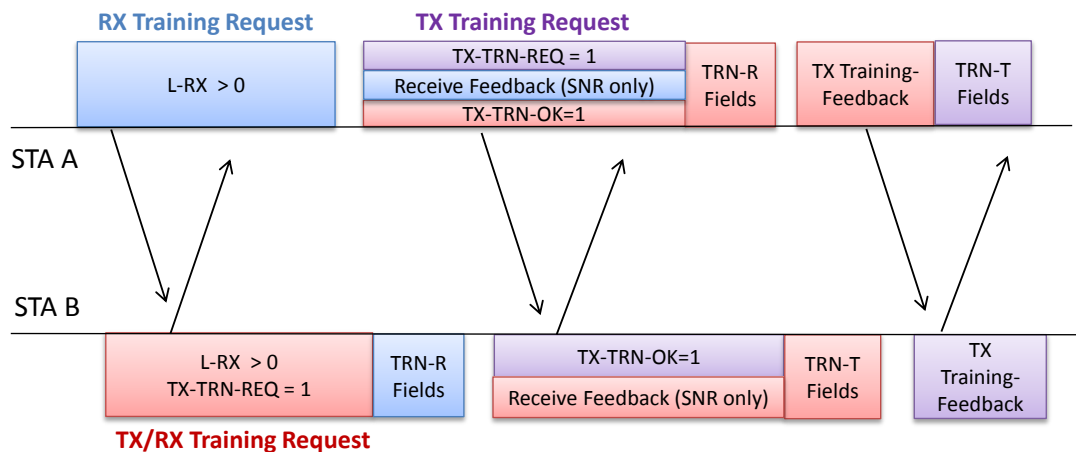 RX Training Request
TX Training Request
L-RX > 0
TX-TRN-REQ = 1
Receive Feedback (SNR only)
TX-TRN-OK=1
TRN-R
Fields
TX Training-
Feedback
TRN-T
Fields
STA A
STA B
L-RX > 0
TX-TRN-REQ = 1
TRN-R
Fields
TX-TRN-OK=1
Receive Feedback (SNR only)
TRN-T
Fields
TX
Training-
Feedback
TX/RX Training Request